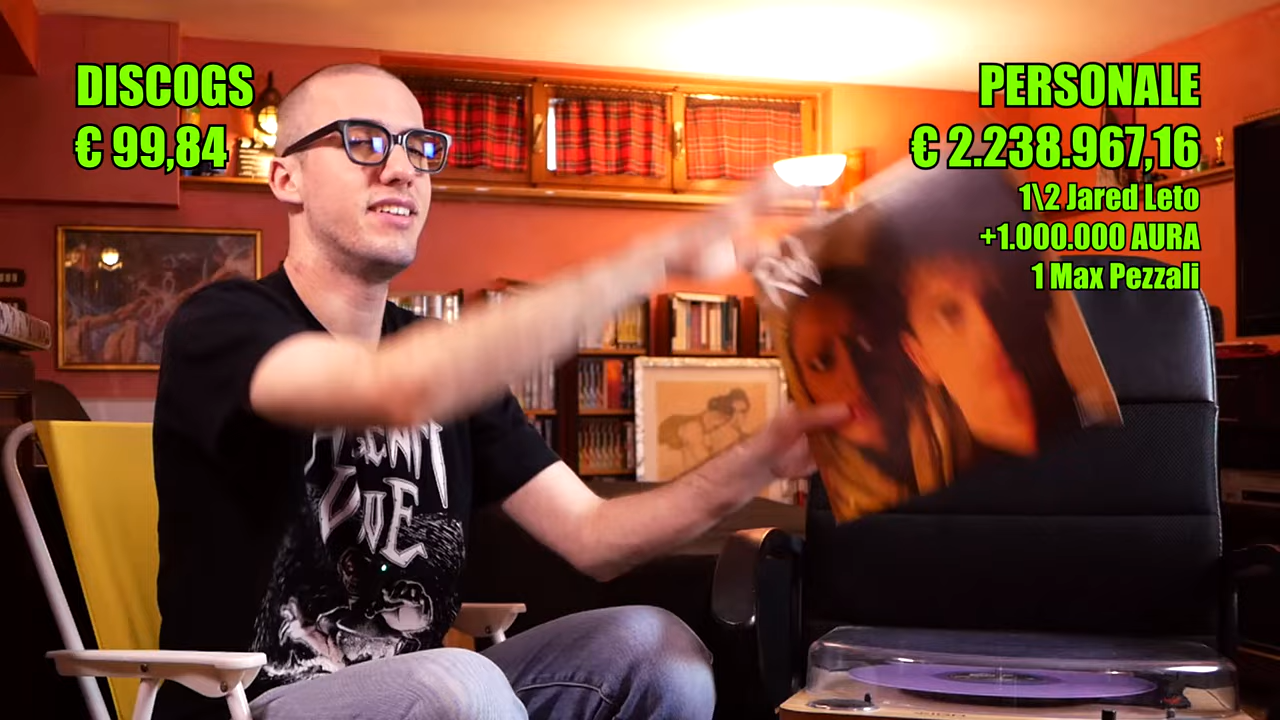 DISCOGS
€ 99,84
PERSONALE
€ 2.238.967,16
1\2 Jared Leto
+1.000.000 AURA
1 Max Pezzali